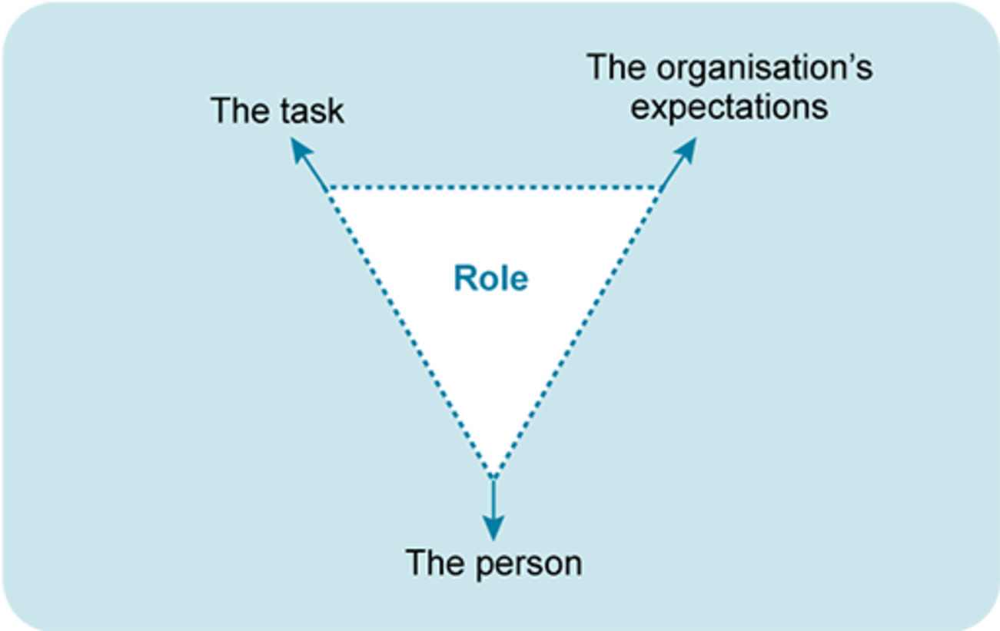 The task
The organisation’s
expectations
Role
The person